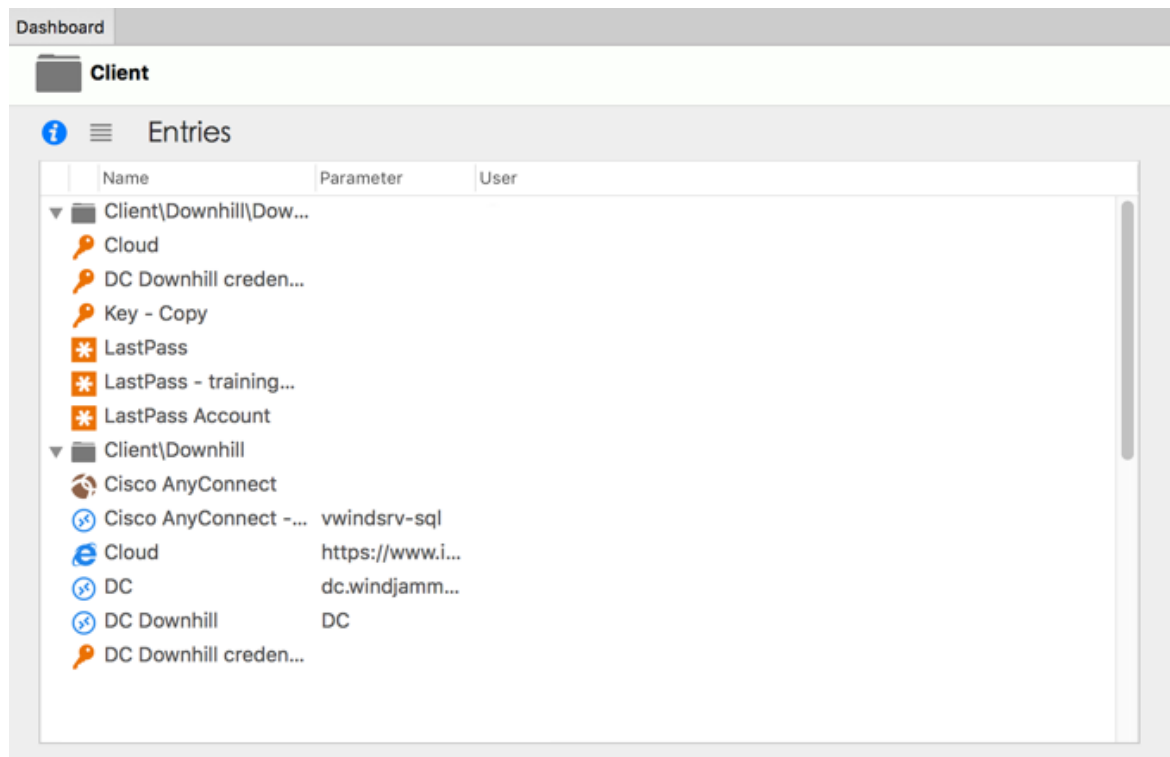 Dashboard
Client
Entries
Name Parameter User
Client\Downhill\Dow...
Cloud
DC Downhill creden...
Key - Copy
LastPass
LastPass - training...
LastPass Account
Client\Downhill
Cisco AnyConnect
Cisco AnyConnect -... vwindsrv-sql
Cloud https://www.i...
DC dc.windjamm...
DC Downhill DC
DC Downhill creden...